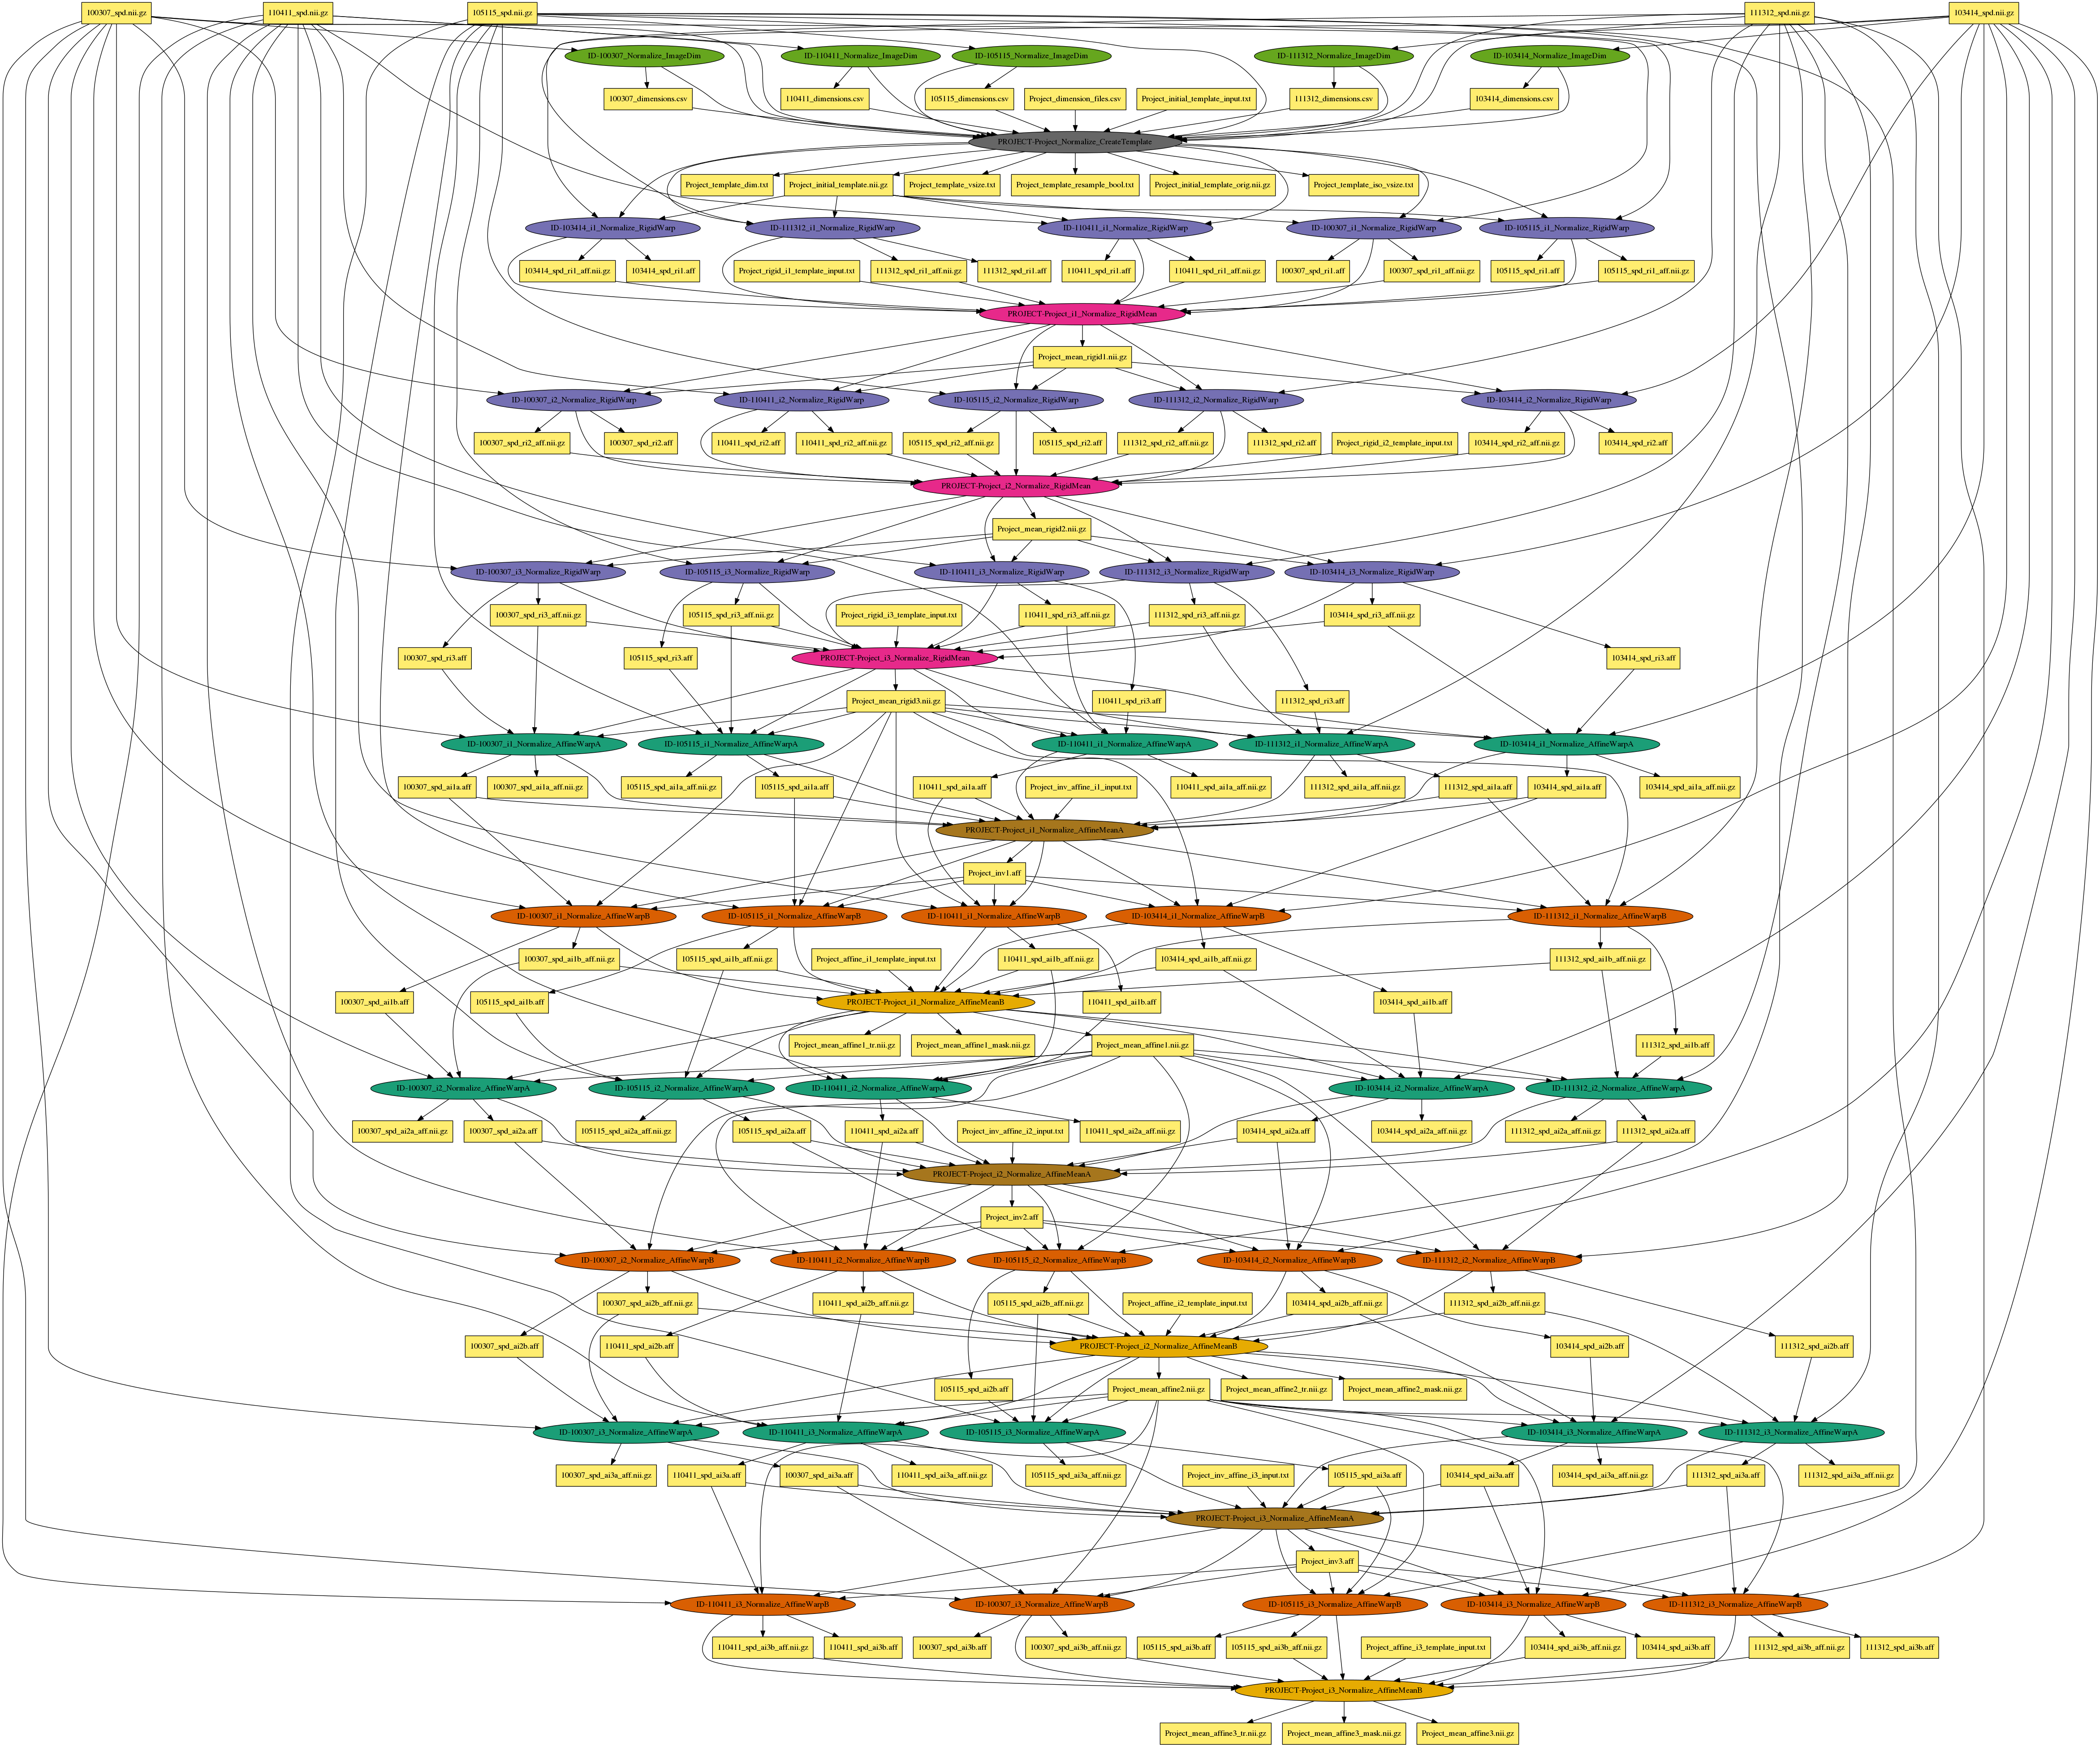 100307_spd.nii.gz
110411_spd.nii.gz
105115_spd.nii.gz
111312_spd.nii.gz
103414_spd.nii.gz
ID-100307_Normalize_ImageDim
ID-110411_Normalize_ImageDim
ID-105115_Normalize_ImageDim
ID-111312_Normalize_ImageDim
ID-103414_Normalize_ImageDim
100307_dimensions.csv
110411_dimensions.csv
105115_dimensions.csv
Project_dimension_files.csv
Project_initial_template_input.txt
111312_dimensions.csv
103414_dimensions.csv
PROJECT-Project_Normalize_CreateTemplate
Project_template_dim.txt
Project_initial_template.nii.gz
Project_template_vsize.txt
Project_template_resample_bool.txt
Project_initial_template_orig.nii.gz
Project_template_iso_vsize.txt
ID-103414_i1_Normalize_RigidWarp
ID-111312_i1_Normalize_RigidWarp
ID-110411_i1_Normalize_RigidWarp
ID-100307_i1_Normalize_RigidWarp
ID-105115_i1_Normalize_RigidWarp
103414_spd_ri1_aff.nii.gz
103414_spd_ri1.aff
Project_rigid_i1_template_input.txt
111312_spd_ri1_aff.nii.gz
111312_spd_ri1.aff
110411_spd_ri1.aff
110411_spd_ri1_aff.nii.gz
100307_spd_ri1.aff
100307_spd_ri1_aff.nii.gz
105115_spd_ri1.aff
105115_spd_ri1_aff.nii.gz
PROJECT-Project_i1_Normalize_RigidMean
Project_mean_rigid1.nii.gz
ID-100307_i2_Normalize_RigidWarp
ID-110411_i2_Normalize_RigidWarp
ID-105115_i2_Normalize_RigidWarp
ID-111312_i2_Normalize_RigidWarp
ID-103414_i2_Normalize_RigidWarp
100307_spd_ri2_aff.nii.gz
100307_spd_ri2.aff
110411_spd_ri2.aff
110411_spd_ri2_aff.nii.gz
105115_spd_ri2_aff.nii.gz
105115_spd_ri2.aff
111312_spd_ri2_aff.nii.gz
111312_spd_ri2.aff
Project_rigid_i2_template_input.txt
103414_spd_ri2_aff.nii.gz
103414_spd_ri2.aff
PROJECT-Project_i2_Normalize_RigidMean
Project_mean_rigid2.nii.gz
ID-100307_i3_Normalize_RigidWarp
ID-105115_i3_Normalize_RigidWarp
ID-110411_i3_Normalize_RigidWarp
ID-111312_i3_Normalize_RigidWarp
ID-103414_i3_Normalize_RigidWarp
100307_spd_ri3_aff.nii.gz
105115_spd_ri3_aff.nii.gz
Project_rigid_i3_template_input.txt
110411_spd_ri3_aff.nii.gz
111312_spd_ri3_aff.nii.gz
103414_spd_ri3_aff.nii.gz
100307_spd_ri3.aff
105115_spd_ri3.aff
PROJECT-Project_i3_Normalize_RigidMean
103414_spd_ri3.aff
Project_mean_rigid3.nii.gz
110411_spd_ri3.aff
111312_spd_ri3.aff
ID-100307_i1_Normalize_AffineWarpA
ID-105115_i1_Normalize_AffineWarpA
ID-110411_i1_Normalize_AffineWarpA
ID-111312_i1_Normalize_AffineWarpA
ID-103414_i1_Normalize_AffineWarpA
100307_spd_ai1a.aff
100307_spd_ai1a_aff.nii.gz
105115_spd_ai1a_aff.nii.gz
105115_spd_ai1a.aff
110411_spd_ai1a.aff
Project_inv_affine_i1_input.txt
110411_spd_ai1a_aff.nii.gz
111312_spd_ai1a_aff.nii.gz
111312_spd_ai1a.aff
103414_spd_ai1a.aff
103414_spd_ai1a_aff.nii.gz
PROJECT-Project_i1_Normalize_AffineMeanA
Project_inv1.aff
ID-100307_i1_Normalize_AffineWarpB
ID-105115_i1_Normalize_AffineWarpB
ID-110411_i1_Normalize_AffineWarpB
ID-103414_i1_Normalize_AffineWarpB
ID-111312_i1_Normalize_AffineWarpB
100307_spd_ai1b_aff.nii.gz
105115_spd_ai1b_aff.nii.gz
Project_affine_i1_template_input.txt
110411_spd_ai1b_aff.nii.gz
103414_spd_ai1b_aff.nii.gz
111312_spd_ai1b_aff.nii.gz
100307_spd_ai1b.aff
105115_spd_ai1b.aff
PROJECT-Project_i1_Normalize_AffineMeanB
110411_spd_ai1b.aff
103414_spd_ai1b.aff
Project_mean_affine1_tr.nii.gz
Project_mean_affine1_mask.nii.gz
Project_mean_affine1.nii.gz
111312_spd_ai1b.aff
ID-100307_i2_Normalize_AffineWarpA
ID-105115_i2_Normalize_AffineWarpA
ID-110411_i2_Normalize_AffineWarpA
ID-103414_i2_Normalize_AffineWarpA
ID-111312_i2_Normalize_AffineWarpA
100307_spd_ai2a_aff.nii.gz
100307_spd_ai2a.aff
105115_spd_ai2a_aff.nii.gz
105115_spd_ai2a.aff
110411_spd_ai2a.aff
Project_inv_affine_i2_input.txt
110411_spd_ai2a_aff.nii.gz
103414_spd_ai2a.aff
103414_spd_ai2a_aff.nii.gz
111312_spd_ai2a_aff.nii.gz
111312_spd_ai2a.aff
PROJECT-Project_i2_Normalize_AffineMeanA
Project_inv2.aff
ID-100307_i2_Normalize_AffineWarpB
ID-110411_i2_Normalize_AffineWarpB
ID-105115_i2_Normalize_AffineWarpB
ID-103414_i2_Normalize_AffineWarpB
ID-111312_i2_Normalize_AffineWarpB
100307_spd_ai2b_aff.nii.gz
110411_spd_ai2b_aff.nii.gz
105115_spd_ai2b_aff.nii.gz
Project_affine_i2_template_input.txt
103414_spd_ai2b_aff.nii.gz
111312_spd_ai2b_aff.nii.gz
100307_spd_ai2b.aff
110411_spd_ai2b.aff
PROJECT-Project_i2_Normalize_AffineMeanB
103414_spd_ai2b.aff
111312_spd_ai2b.aff
105115_spd_ai2b.aff
Project_mean_affine2.nii.gz
Project_mean_affine2_tr.nii.gz
Project_mean_affine2_mask.nii.gz
ID-100307_i3_Normalize_AffineWarpA
ID-110411_i3_Normalize_AffineWarpA
ID-105115_i3_Normalize_AffineWarpA
ID-103414_i3_Normalize_AffineWarpA
ID-111312_i3_Normalize_AffineWarpA
100307_spd_ai3a_aff.nii.gz
110411_spd_ai3a.aff
100307_spd_ai3a.aff
110411_spd_ai3a_aff.nii.gz
105115_spd_ai3a_aff.nii.gz
Project_inv_affine_i3_input.txt
105115_spd_ai3a.aff
103414_spd_ai3a.aff
103414_spd_ai3a_aff.nii.gz
111312_spd_ai3a.aff
111312_spd_ai3a_aff.nii.gz
PROJECT-Project_i3_Normalize_AffineMeanA
Project_inv3.aff
ID-110411_i3_Normalize_AffineWarpB
ID-100307_i3_Normalize_AffineWarpB
ID-105115_i3_Normalize_AffineWarpB
ID-103414_i3_Normalize_AffineWarpB
ID-111312_i3_Normalize_AffineWarpB
110411_spd_ai3b_aff.nii.gz
110411_spd_ai3b.aff
100307_spd_ai3b.aff
100307_spd_ai3b_aff.nii.gz
105115_spd_ai3b.aff
105115_spd_ai3b_aff.nii.gz
Project_affine_i3_template_input.txt
103414_spd_ai3b_aff.nii.gz
103414_spd_ai3b.aff
111312_spd_ai3b_aff.nii.gz
111312_spd_ai3b.aff
PROJECT-Project_i3_Normalize_AffineMeanB
Project_mean_affine3_tr.nii.gz
Project_mean_affine3_mask.nii.gz
Project_mean_affine3.nii.gz